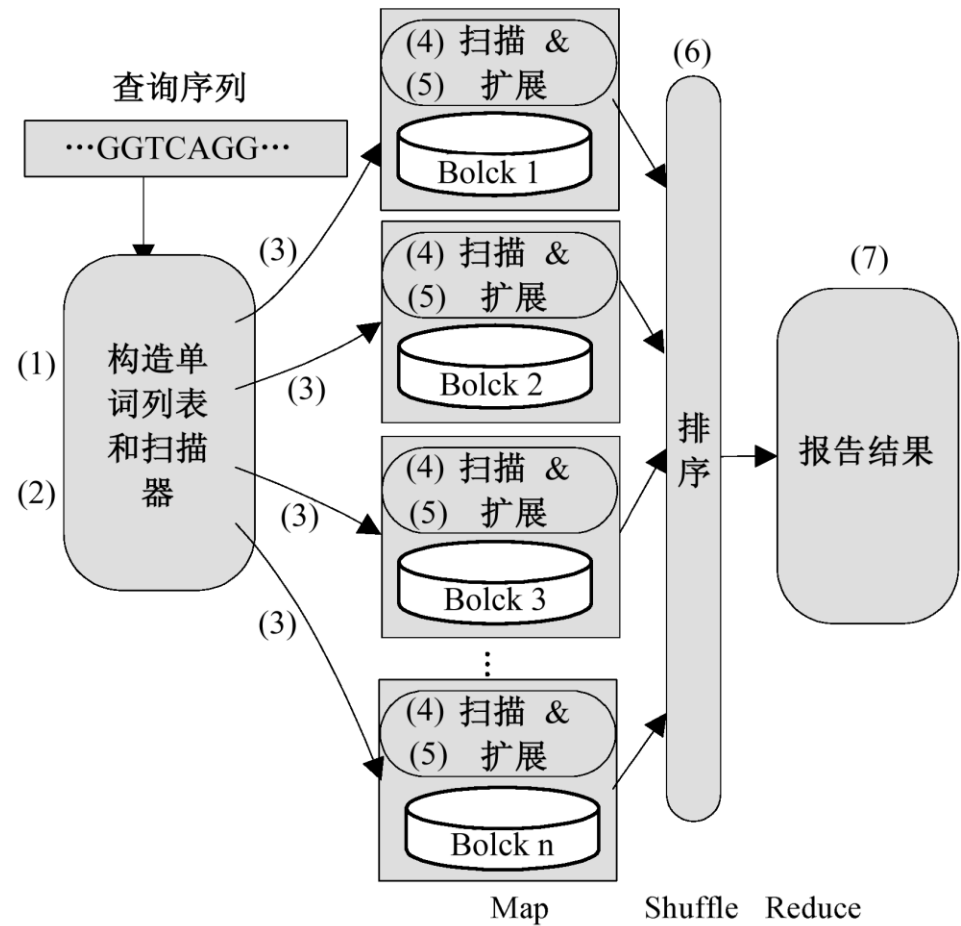 查询序列
…GGTCAGG…
(1)
(2)
构造单
词列表
和扫描
器
(3)
(3)
(3)
(3)
(4) 扫描 &
(5) 扩展
Bolck 1
(4) 扫描 &
(5) 扩展
Bolck 2
(4) 扫描 &
(5) 扩展
Bolck 3
⋮
(4) 扫描 &
(5) 扩展
Bolck n
(6)
排
序
(7)
报告结果
Map Shuffle Reduce